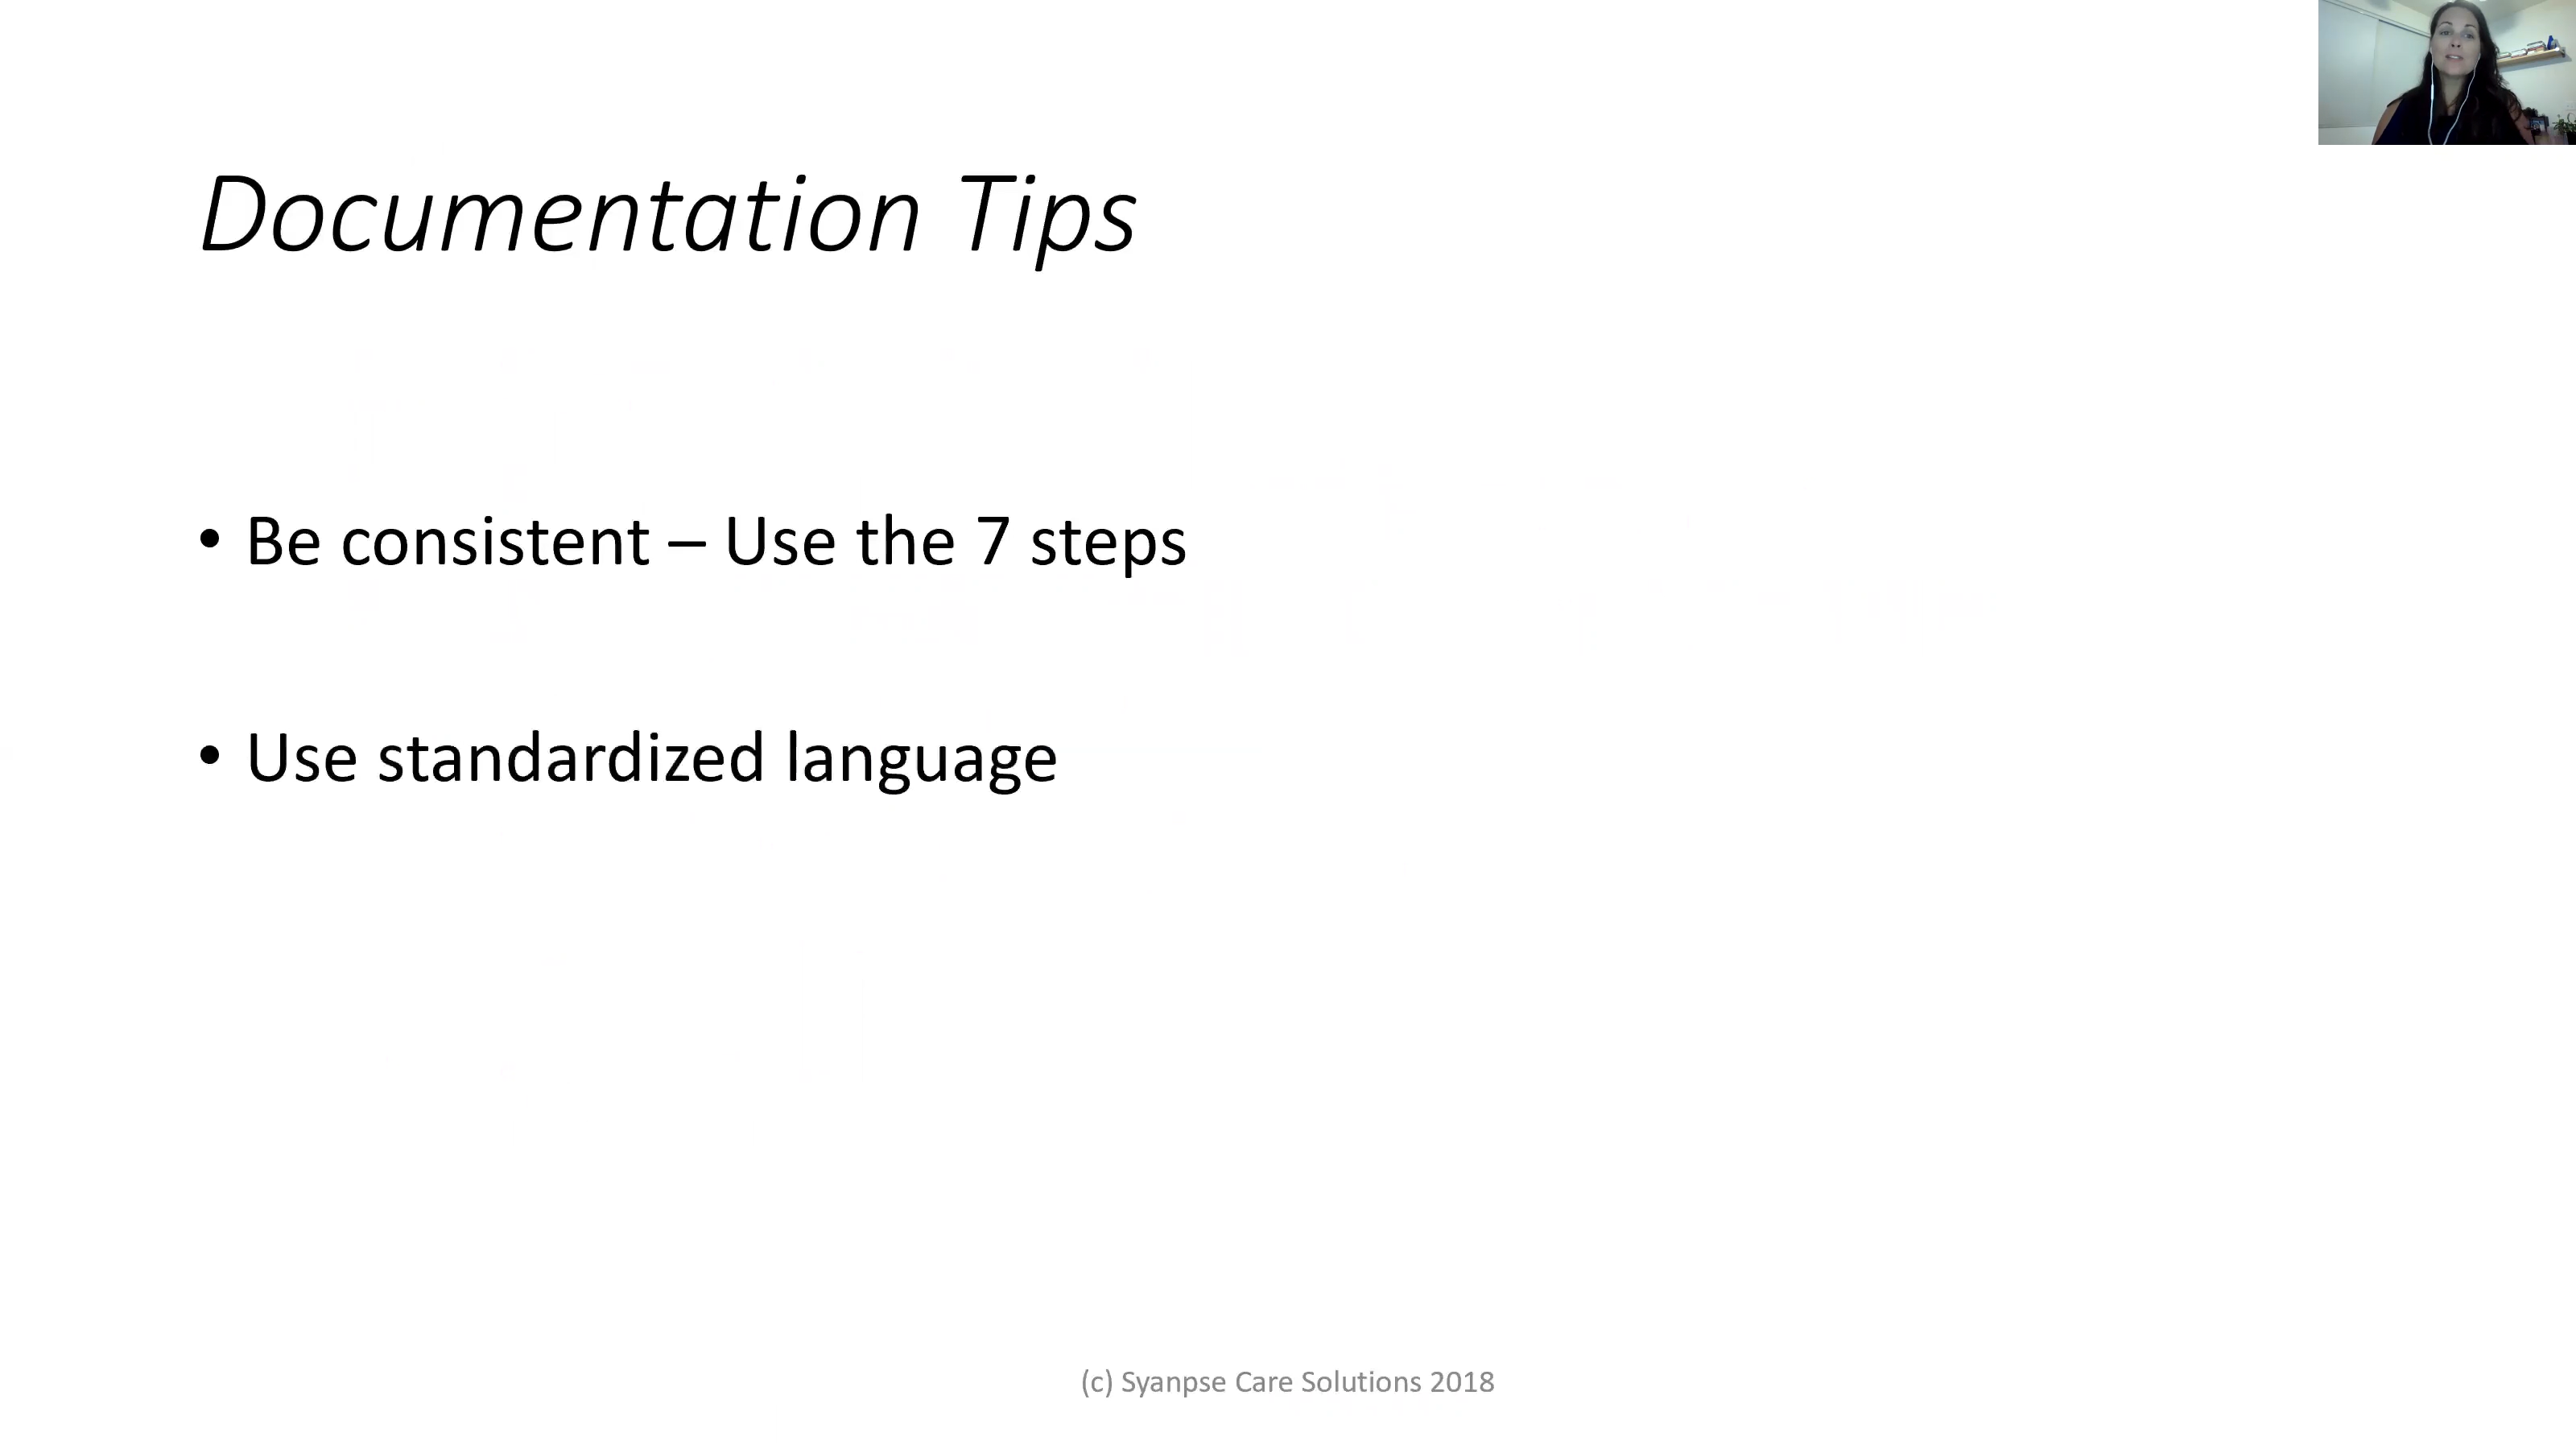 Documentation Tips
• Be consistent – Use the 7 steps
• Use standardized language
(c) Syanpse Care Solutions 2018